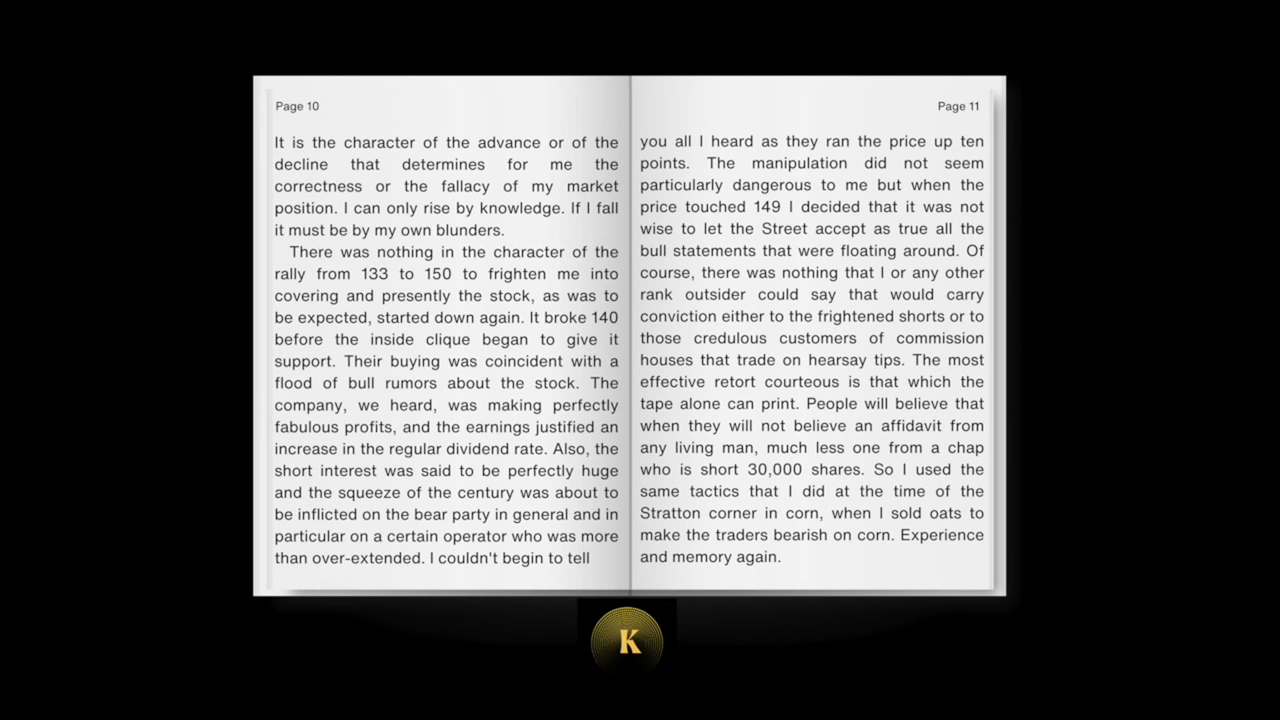 Page 10
It is the character of the advance or of the
decline that determines for me the
correctness or the fallacy of my market
position. I can only rise by knowledge. If I fall
it must be by my own blunders.
There was nothing in the character of the
rally from 133 to 150 to frighten me into
covering and presently the stock, as was to
be expected, started down again. It broke 140
before the inside clique began to give it
support. Their buying was coincident with a
flood of bull rumors about the stock. The
company, we heard, was making perfectly
fabulous profits, and the earnings justified an
increase in the regular dividend rate. Also, the
short interest was said to be perfectly huge
and the squeeze of the century was about to
be inflicted on the bear party in general and in
particular on a certain operator who was more
than over-extended. I couldn't begin to tell
Page 11
you all I heard as they ran the price up ten
points. The manipulation did not seem
particularly dangerous to me but when the
price touched 149 I decided that it was not
wise to let the Street accept as true all the
bull statements that were floating around. Of
course, there was nothing that I or any other
rank outsider could say that would carry
conviction either to the frightened shorts or to
those credulous customers of commission
houses that trade on hearsay tips. The most
effective retort courteous is that which the
tape alone can print. People will believe that
when they will not believe an affidavit from
any living man, much less one from a chap
who is short 30,000 shares. So I used the
same tactics that I did at the time of the
Stratton corner in corn, when I sold oats to
make the traders bearish on corn. Experience
and memory again.
K